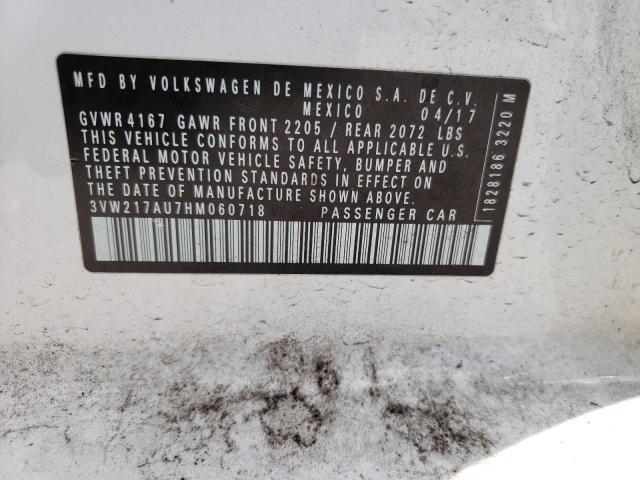 MFD BY VOLKSWAGEN DE MEXICO S.A. DE C.V.
MEXICO 04/17
GVWR 4167 GAWR FRONT 2205 / REAR 2072 LBS
THIS VEHICLE CONFORMS TO ALL APPLICABLE U.S.
FEDERAL MOTOR VEHICLE SAFETY, BUMPER AND
THEFT PREVENTION STANDARDS IN EFFECT ON
THE DATE OF MANUFACTURE SHOWN ABOVE.
3VW217AU7HM060718 PASSENGER CAR
1828186 3220 M